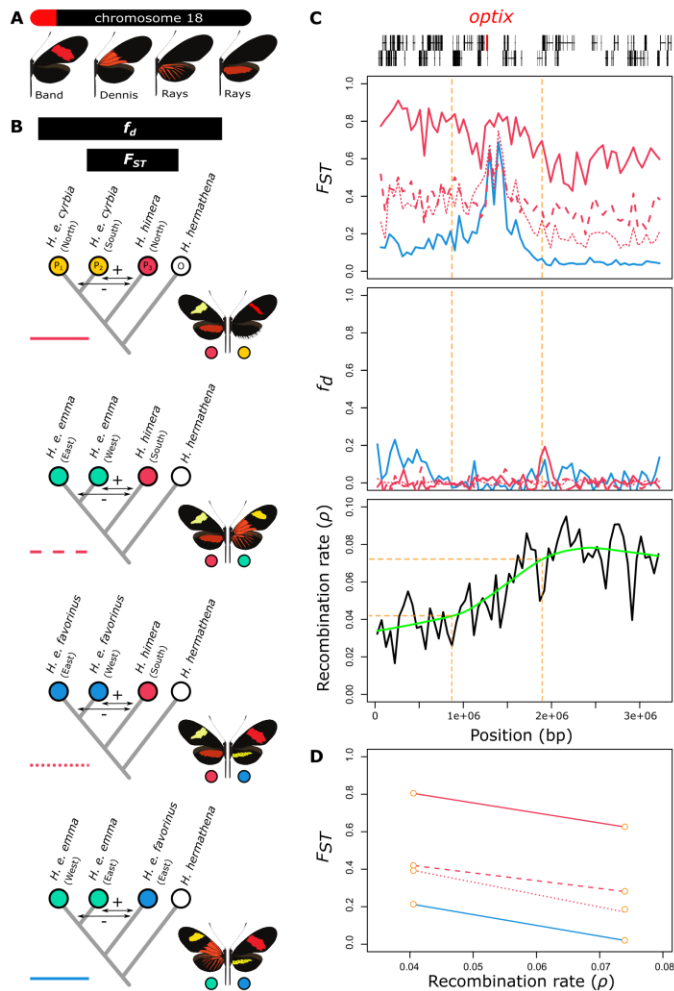 A
chromosome 18
Band
Dennis
Rays
Rays
B
f_d
F_ST
H. e. cyrbia
(North)
H. e. cyrbia
(South)
H. himera
(North)
H. hermathena
P1
P2
P3
O
+
-
H. e. emma
(East)
H. e. emma
(West)
H. himera
(South)
H. hermathena
+
-
H. e. favorinus
(East)
H. e. favorinus
(West)
H. himera
(South)
H. hermathena
+
-
H. e. emma
(West)
H. e. emma
(East)
H. e. favorinus
(East)
H. hermathena
+
-
C
optix
F_ST
1.0
0.8
0.6
0.4
0.2
0.0
f_d
1.0
0.8
0.6
0.4
0.2
0.0
Recombination rate (ρ)
0.10
0.08
0.06
0.04
0.02
0.00
0
1e+06
2e+06
3e+06
Position (bp)
D
F_ST
1.0
0.8
0.6
0.4
0.2
0.0
0.04
0.05
0.06
0.07
0.08
Recombination rate (ρ)